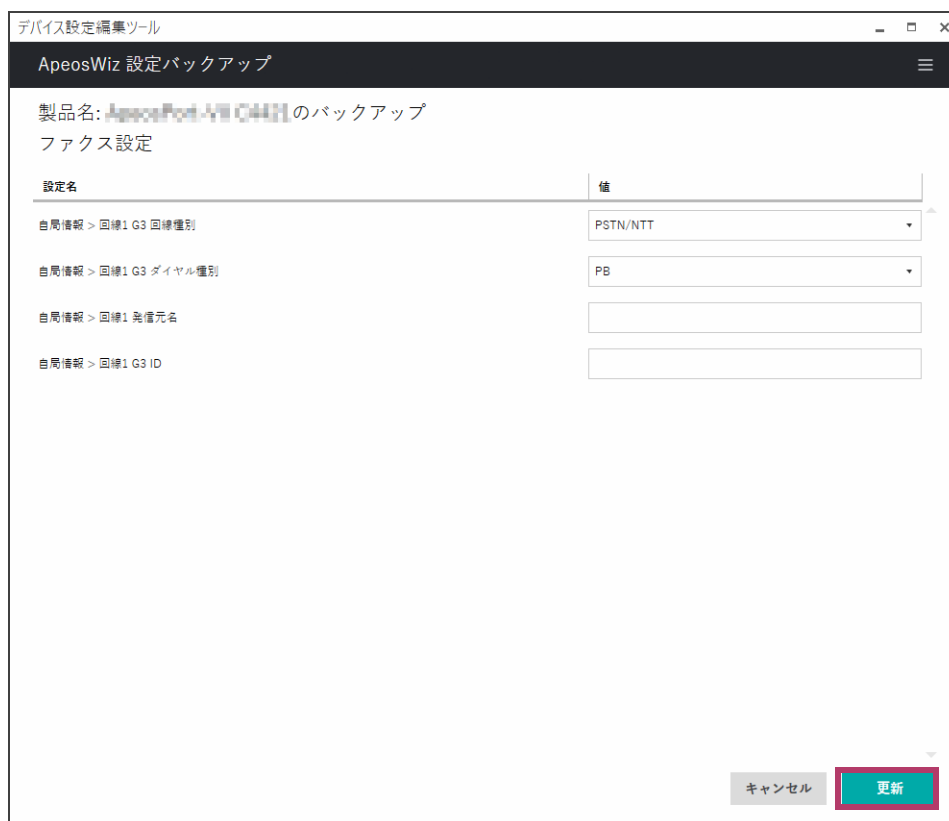 デバイス設定編集ツール
ApeosWiz 設定バックアップ
製品名: のバックアップ
ファクス設定
設定名 値
自局情報 > 回線1 G3 回線種別 PSTN/NTT
自局情報 > 回線1 G3 ダイヤル種別 PB
自局情報 > 回線1 発信元名
自局情報 > 回線1 G3 ID
キャンセル 更新